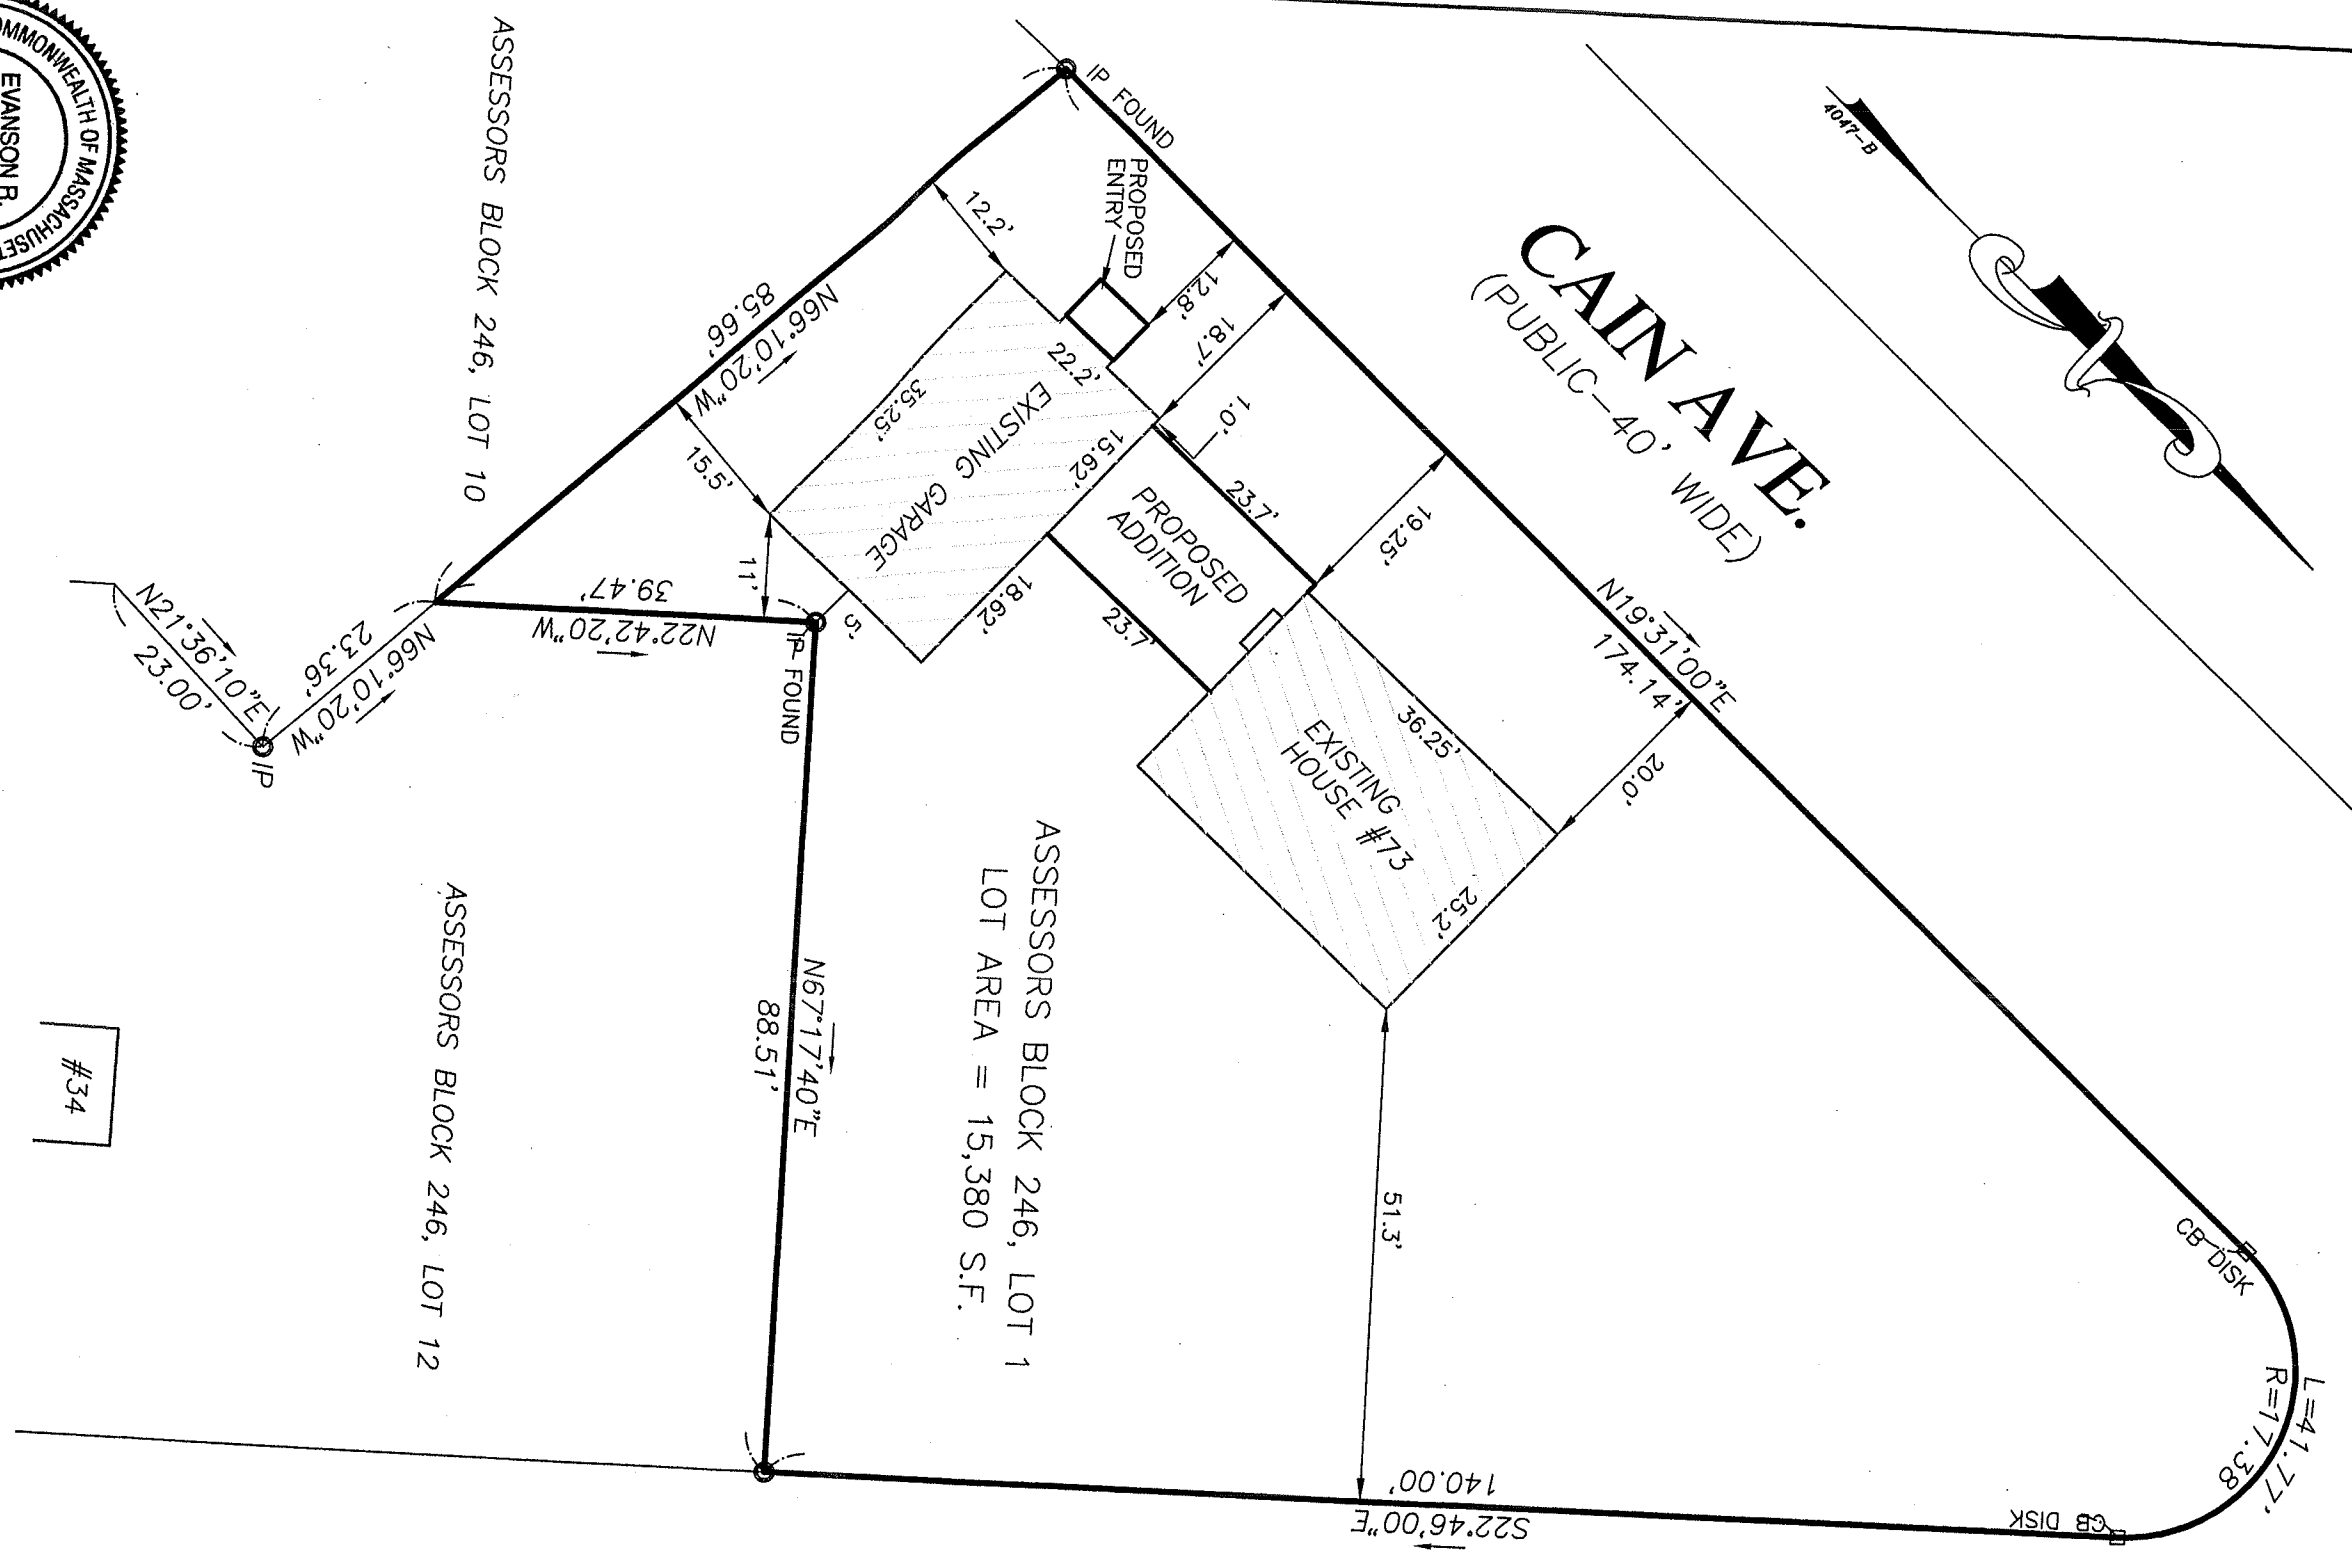 COMMONWEALTH OF MASSACHUSET
EVANSON R.
4047-B
CAIN AVE.
(PUBLIC-40' WIDE)
IP FOUND
N19°31'00"E
174.14'
PROPOSED
ENTRY
12.2'
12.8'
18.7'
1.0'
19.25'
20.0'
22.2'
35.25'
EXISTING GARAGE
15.62'
18.62'
23.7'
PROPOSED
ADDITION
23.7'
36.25'
EXISTING
HOUSE #73
25.2'
51.3'
N66°10'20"W
85.66'
15.5'
11'
5'
39.47'
N22°42'20"W
IP FOUND
N67°17'40"E
88.51'
ASSESSORS BLOCK 246, LOT 1
LOT AREA = 15,380 S.F.
ASSESSORS BLOCK 246, LOT 10
N66°10'20"W
23.36'
N21°36'10"E
23.00'
IP
ASSESSORS BLOCK 246, LOT 12
#34
CB DISK
L=41.77'
R=17.38
CB DISK
140.00'
S22°46'00"E